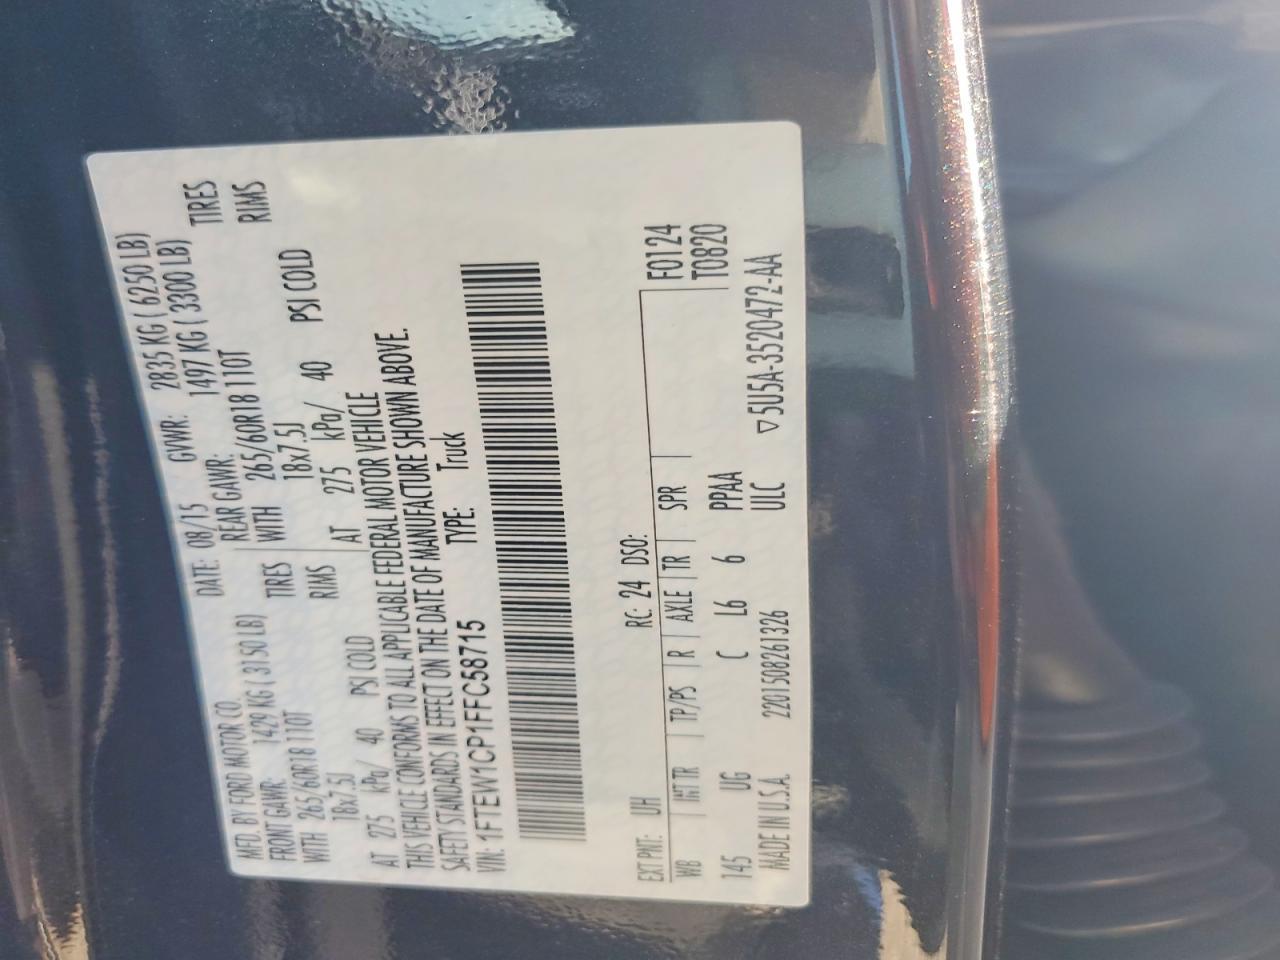 MFD. BY FORD MOTOR CO. DATE: 08/15 GVWR: 2835 KG ( 6250 LB)
FRONT GAWR: 1429 KG ( 3150 LB) REAR GAWR: 1497 KG ( 3300 LB)
WITH 265/60R18 110T TIRES WITH 265/60R18 110T TIRES
18x7.5J RIMS 18x7.5J RIMS
AT 275 kPa/ 40 PSI COLD AT 275 kPa/ 40 PSI COLD
THIS VEHICLE CONFORMS TO ALL APPLICABLE FEDERAL MOTOR VEHICLE
SAFETY STANDARDS IN EFFECT ON THE DATE OF MANUFACTURE SHOWN ABOVE.
VIN: 1FTEW1CP1FFC58715 TYPE: Truck
EXT PNT: UH RC: 24 DSO: F0124
WB | INT TR | TP/PS | R | AXLE | TR | SPR | T0820
145 UG C L6 6 PPAA
MADE IN U.S.A. 2201508261326 ULC ▽5U5A-3520472-AA